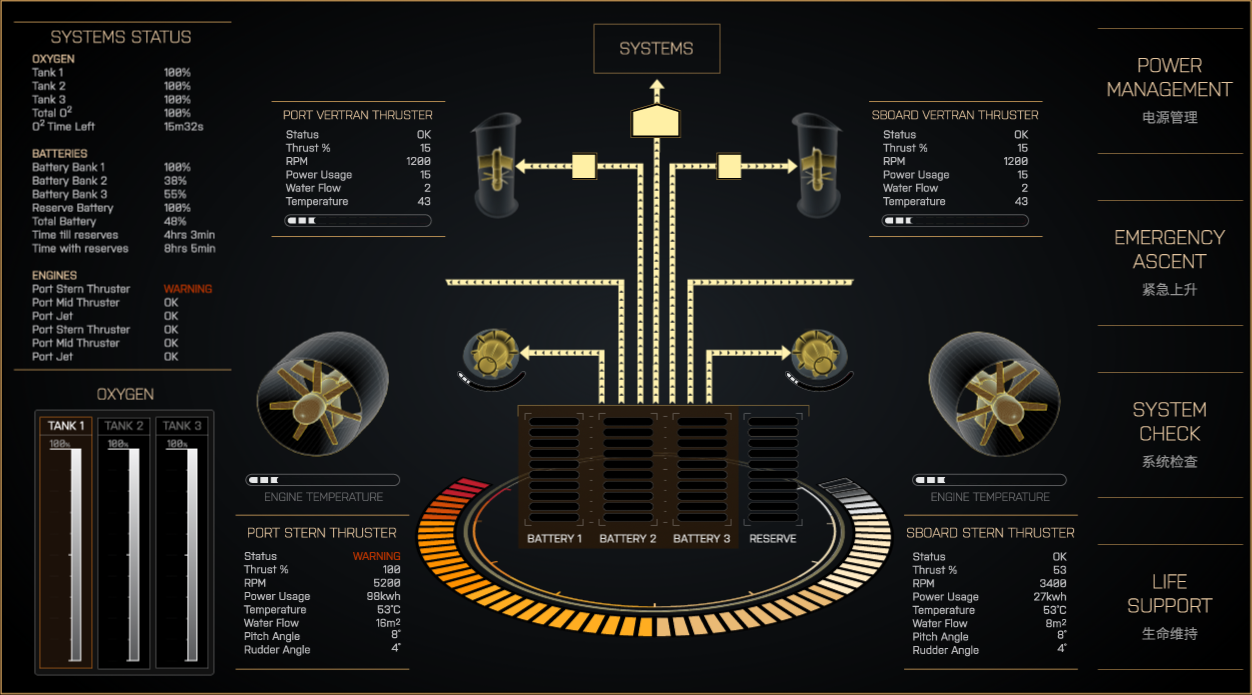 SYSTEMS STATUS
OXYGEN
Tank 1 100%
Tank 2 100%
Tank 3 100%
Total O² 100%
O² Time Left 15m32s
BATTERIES
Battery Bank 1 100%
Battery Bank 2 38%
Battery Bank 3 55%
Reserve Battery 100%
Total Battery 48%
Time till reserves 4hrs 3min
Time with reserves 8hrs 5min
ENGINES
Port Stern Thruster WARNING
Port Mid Thruster OK
Port Jet OK
Port Stern Thruster OK
Port Mid Thruster OK
Port Jet OK
OXYGEN
TANK 1 TANK 2 TANK 3
100% 100% 100%
SYSTEMS
PORT VERTRAN THRUSTER
Status OK
Thrust % 15
RPM 1200
Power Usage 15
Water Flow 2
Temperature 43
SBOARD VERTRAN THRUSTER
Status OK
Thrust % 15
RPM 1200
Power Usage 15
Water Flow 2
Temperature 43
ENGINE TEMPERATURE
PORT STERN THRUSTER
Status WARNING
Thrust % 100
RPM 5200
Power Usage 98kwh
Temperature 53°C
Water Flow 16m²
Pitch Angle 8°
Rudder Angle 4°
BATTERY 1 BATTERY 2 BATTERY 3 RESERVE
ENGINE TEMPERATURE
SBOARD STERN THRUSTER
Status OK
Thrust % 53
RPM 3400
Power Usage 27kwh
Temperature 53°C
Water Flow 8m²
Pitch Angle 8°
Rudder Angle 4°
POWER
MANAGEMENT
电源管理
EMERGENCY
ASCENT
紧急上升
SYSTEM
CHECK
系统检查
LIFE
SUPPORT
生命维持